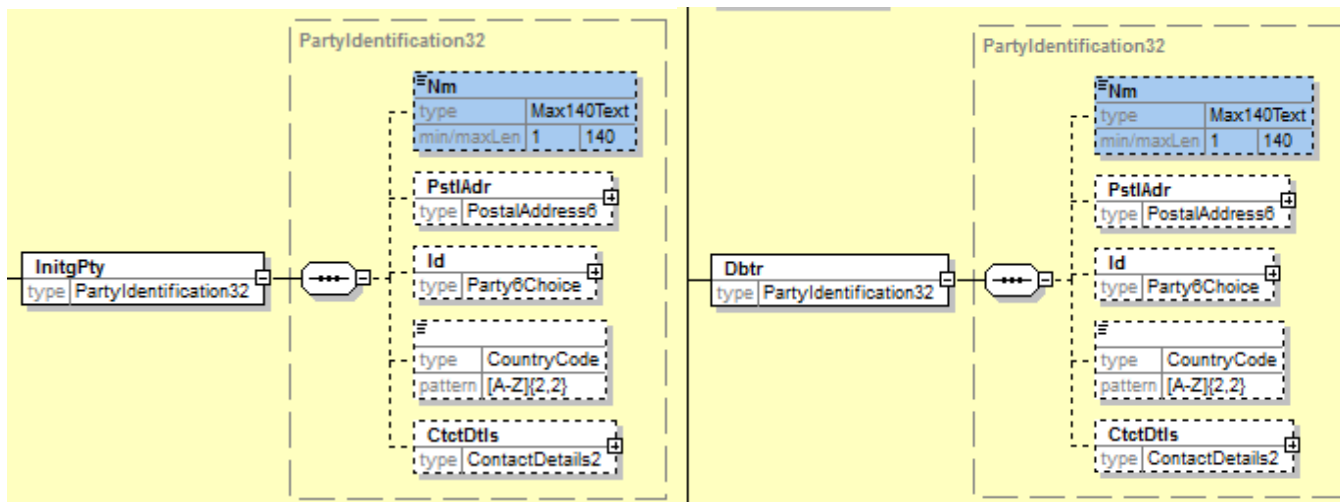 PartyIdentification32
Nm
type Max140Text
min/maxLen 1 140
PstlAdr
type PostalAddress6
InitgPty
type PartyIdentification32
Id
type Party6Choice
type CountryCode
pattern [A-Z]{2,2}
CtctDtls
type ContactDetails2
PartyIdentification32
Nm
type Max140Text
min/maxLen 1 140
PstlAdr
type PostalAddress6
Dbtr
type PartyIdentification32
Id
type Party6Choice
type CountryCode
pattern [A-Z]{2,2}
CtctDtls
type ContactDetails2